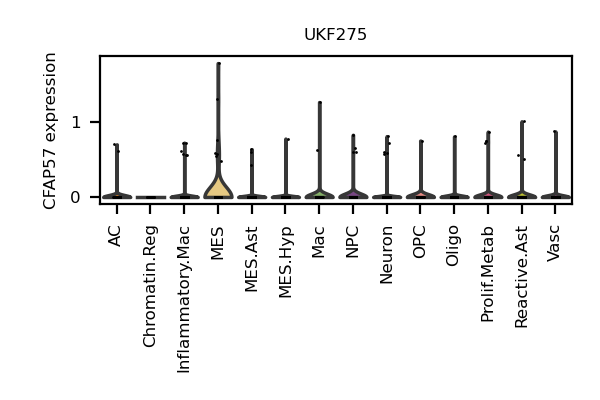 UKF275
CFAP57 expression
1
0
AC
Chromatin.Reg
Inflammatory.Mac
MES
MES.Ast
MES.Hyp
Mac
NPC
Neuron
OPC
Oligo
Prolif.Metab
Reactive.Ast
Vasc